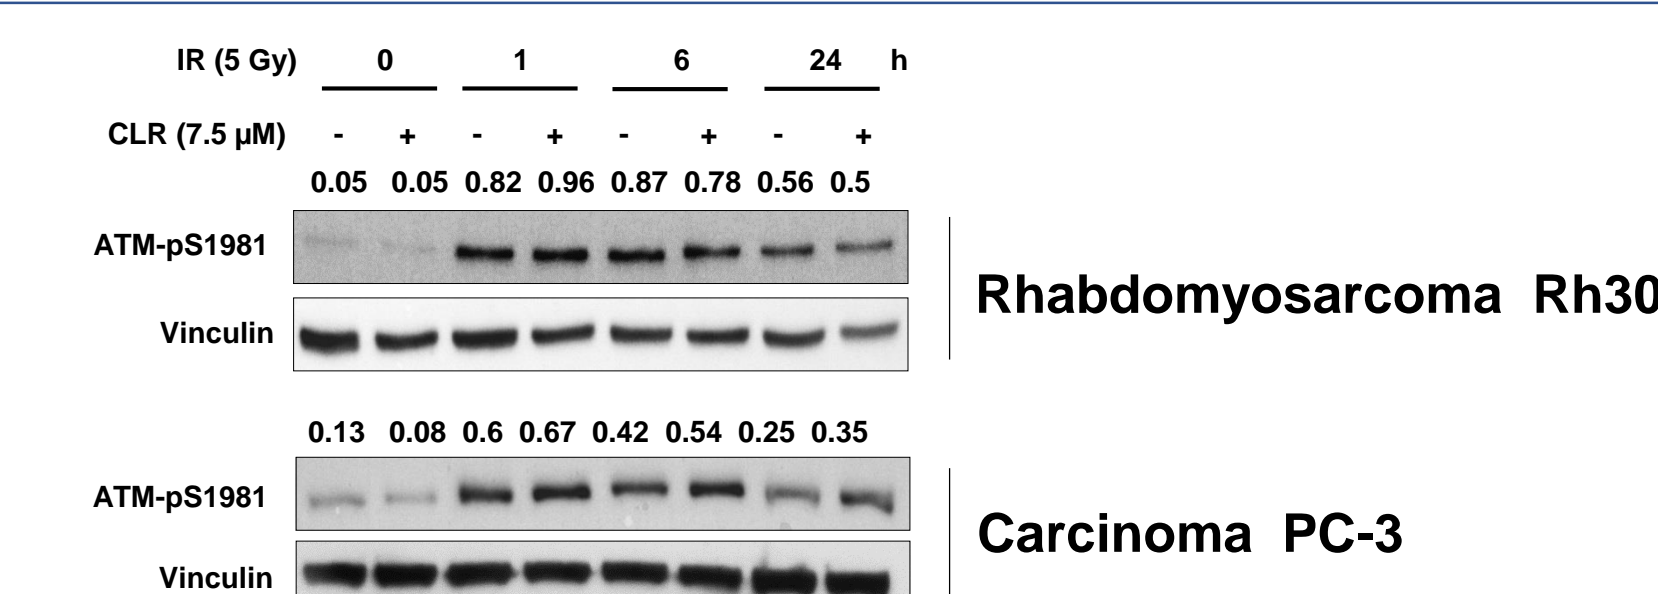 IR (5 Gy) 0 1 6 24 h
CLR (7.5 µM) - + - + - + - +
0.05 0.05 0.82 0.96 0.87 0.78 0.56 0.5
ATM-pS1981
Rhabdomyosarcoma Rh30
Vinculin
0.13 0.08 0.6 0.67 0.42 0.54 0.25 0.35
ATM-pS1981
Carcinoma PC-3
Vinculin